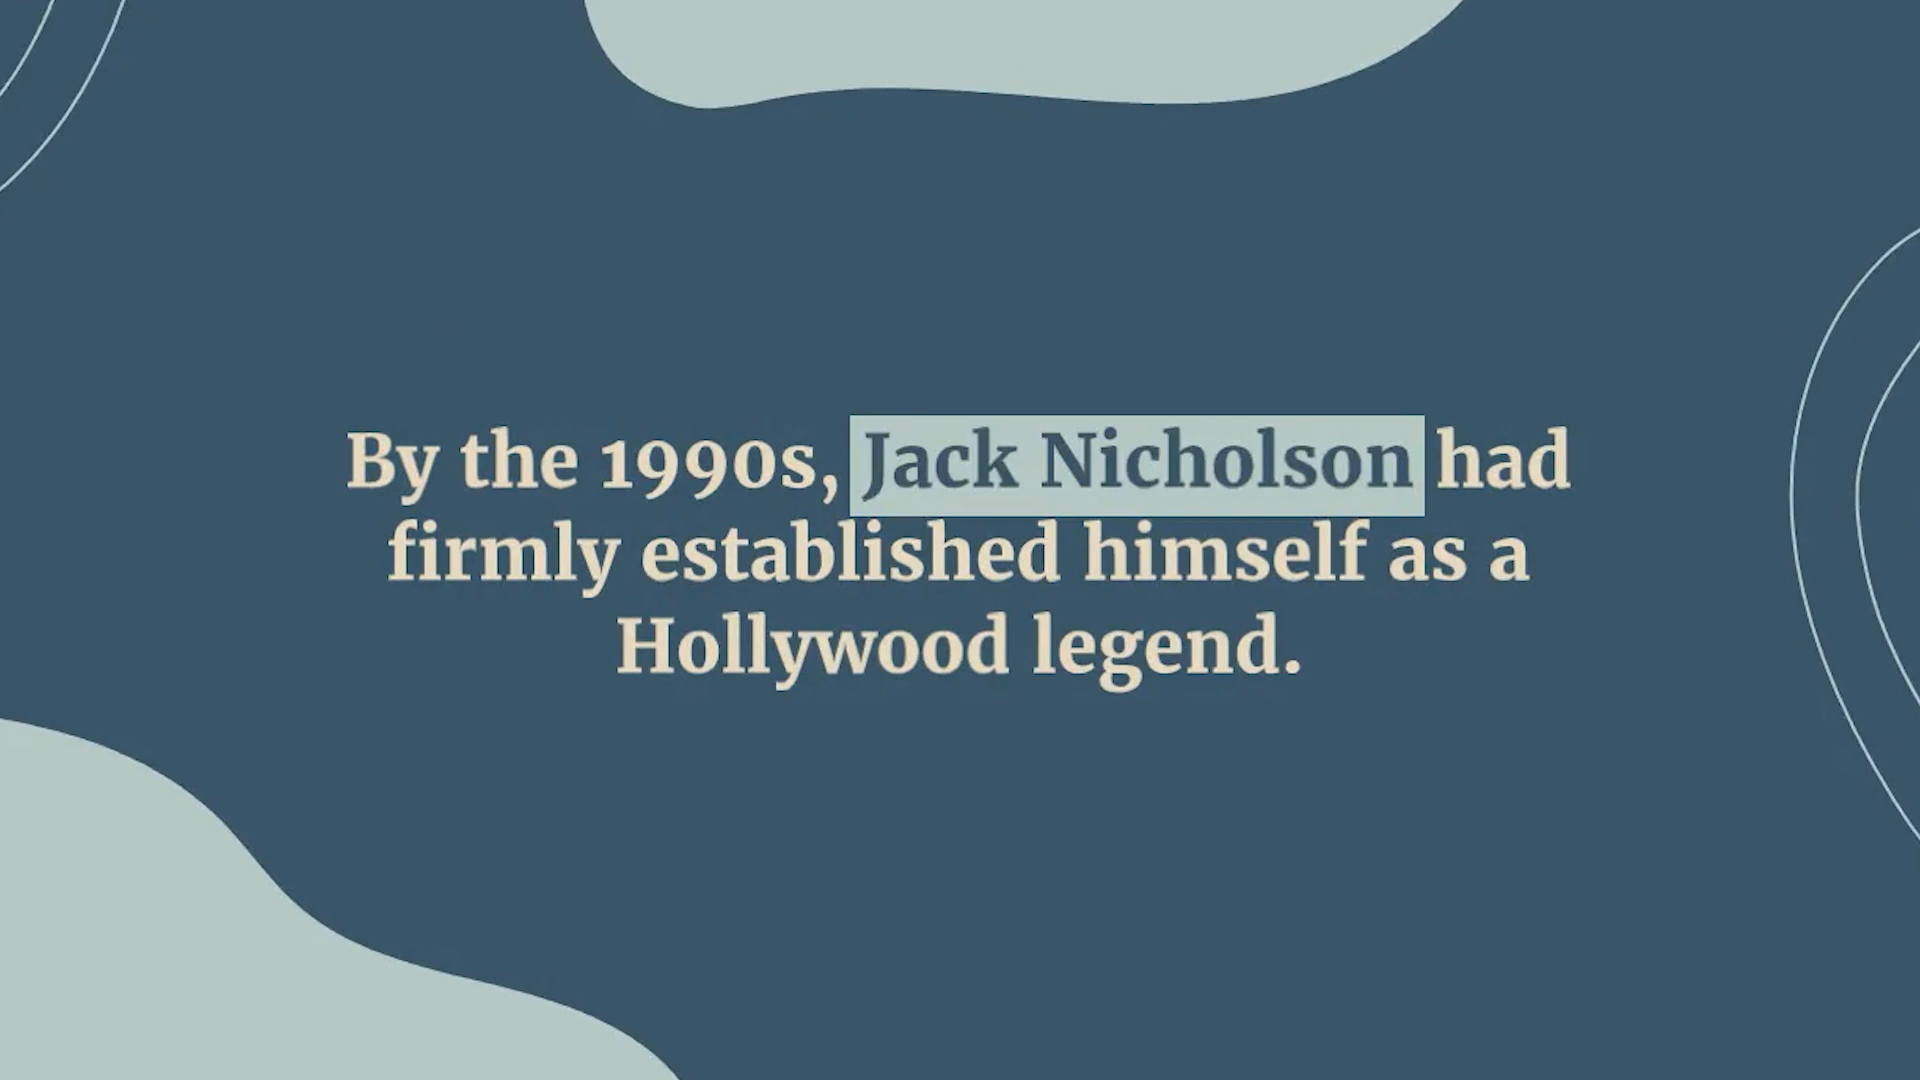 By the 1990s, Jack Nicholson had
firmly established himself as a
Hollywood legend.